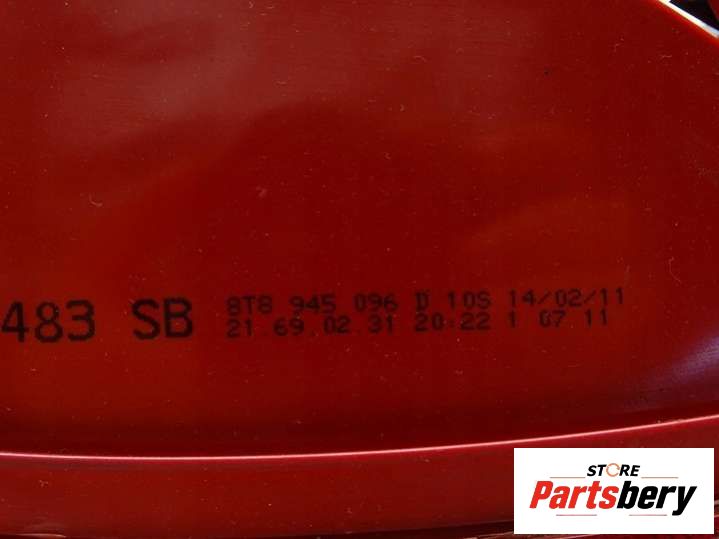 483 SB
8T8 945 096 D 10S 14/02/11
21.69.02.31 20:22 1 07 11
STORE
Partsbery